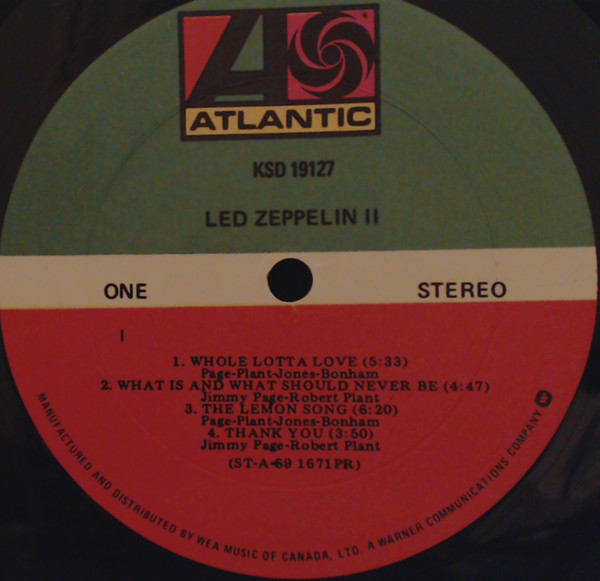 ATLANTIC
KSD 19127
LED ZEPPELIN II
ONE
STEREO
1
1. WHOLE LOTTA LOVE (5:33)
Page-Plant-Jones-Bonham
2. WHAT IS AND WHAT SHOULD NEVER BE (4:47)
Jimmy Page-Robert Plant
3. THE LEMON SONG (6:20)
Page-Plant-Jones-Bonham
4. THANK YOU (3:50)
Jimmy Page-Robert Plant
(ST-A-69 1671PR)
MANUFACTURED AND DISTRIBUTED BY WEA MUSIC OF CANADA, LTD. A WARNER COMMUNICATIONS COMPANY